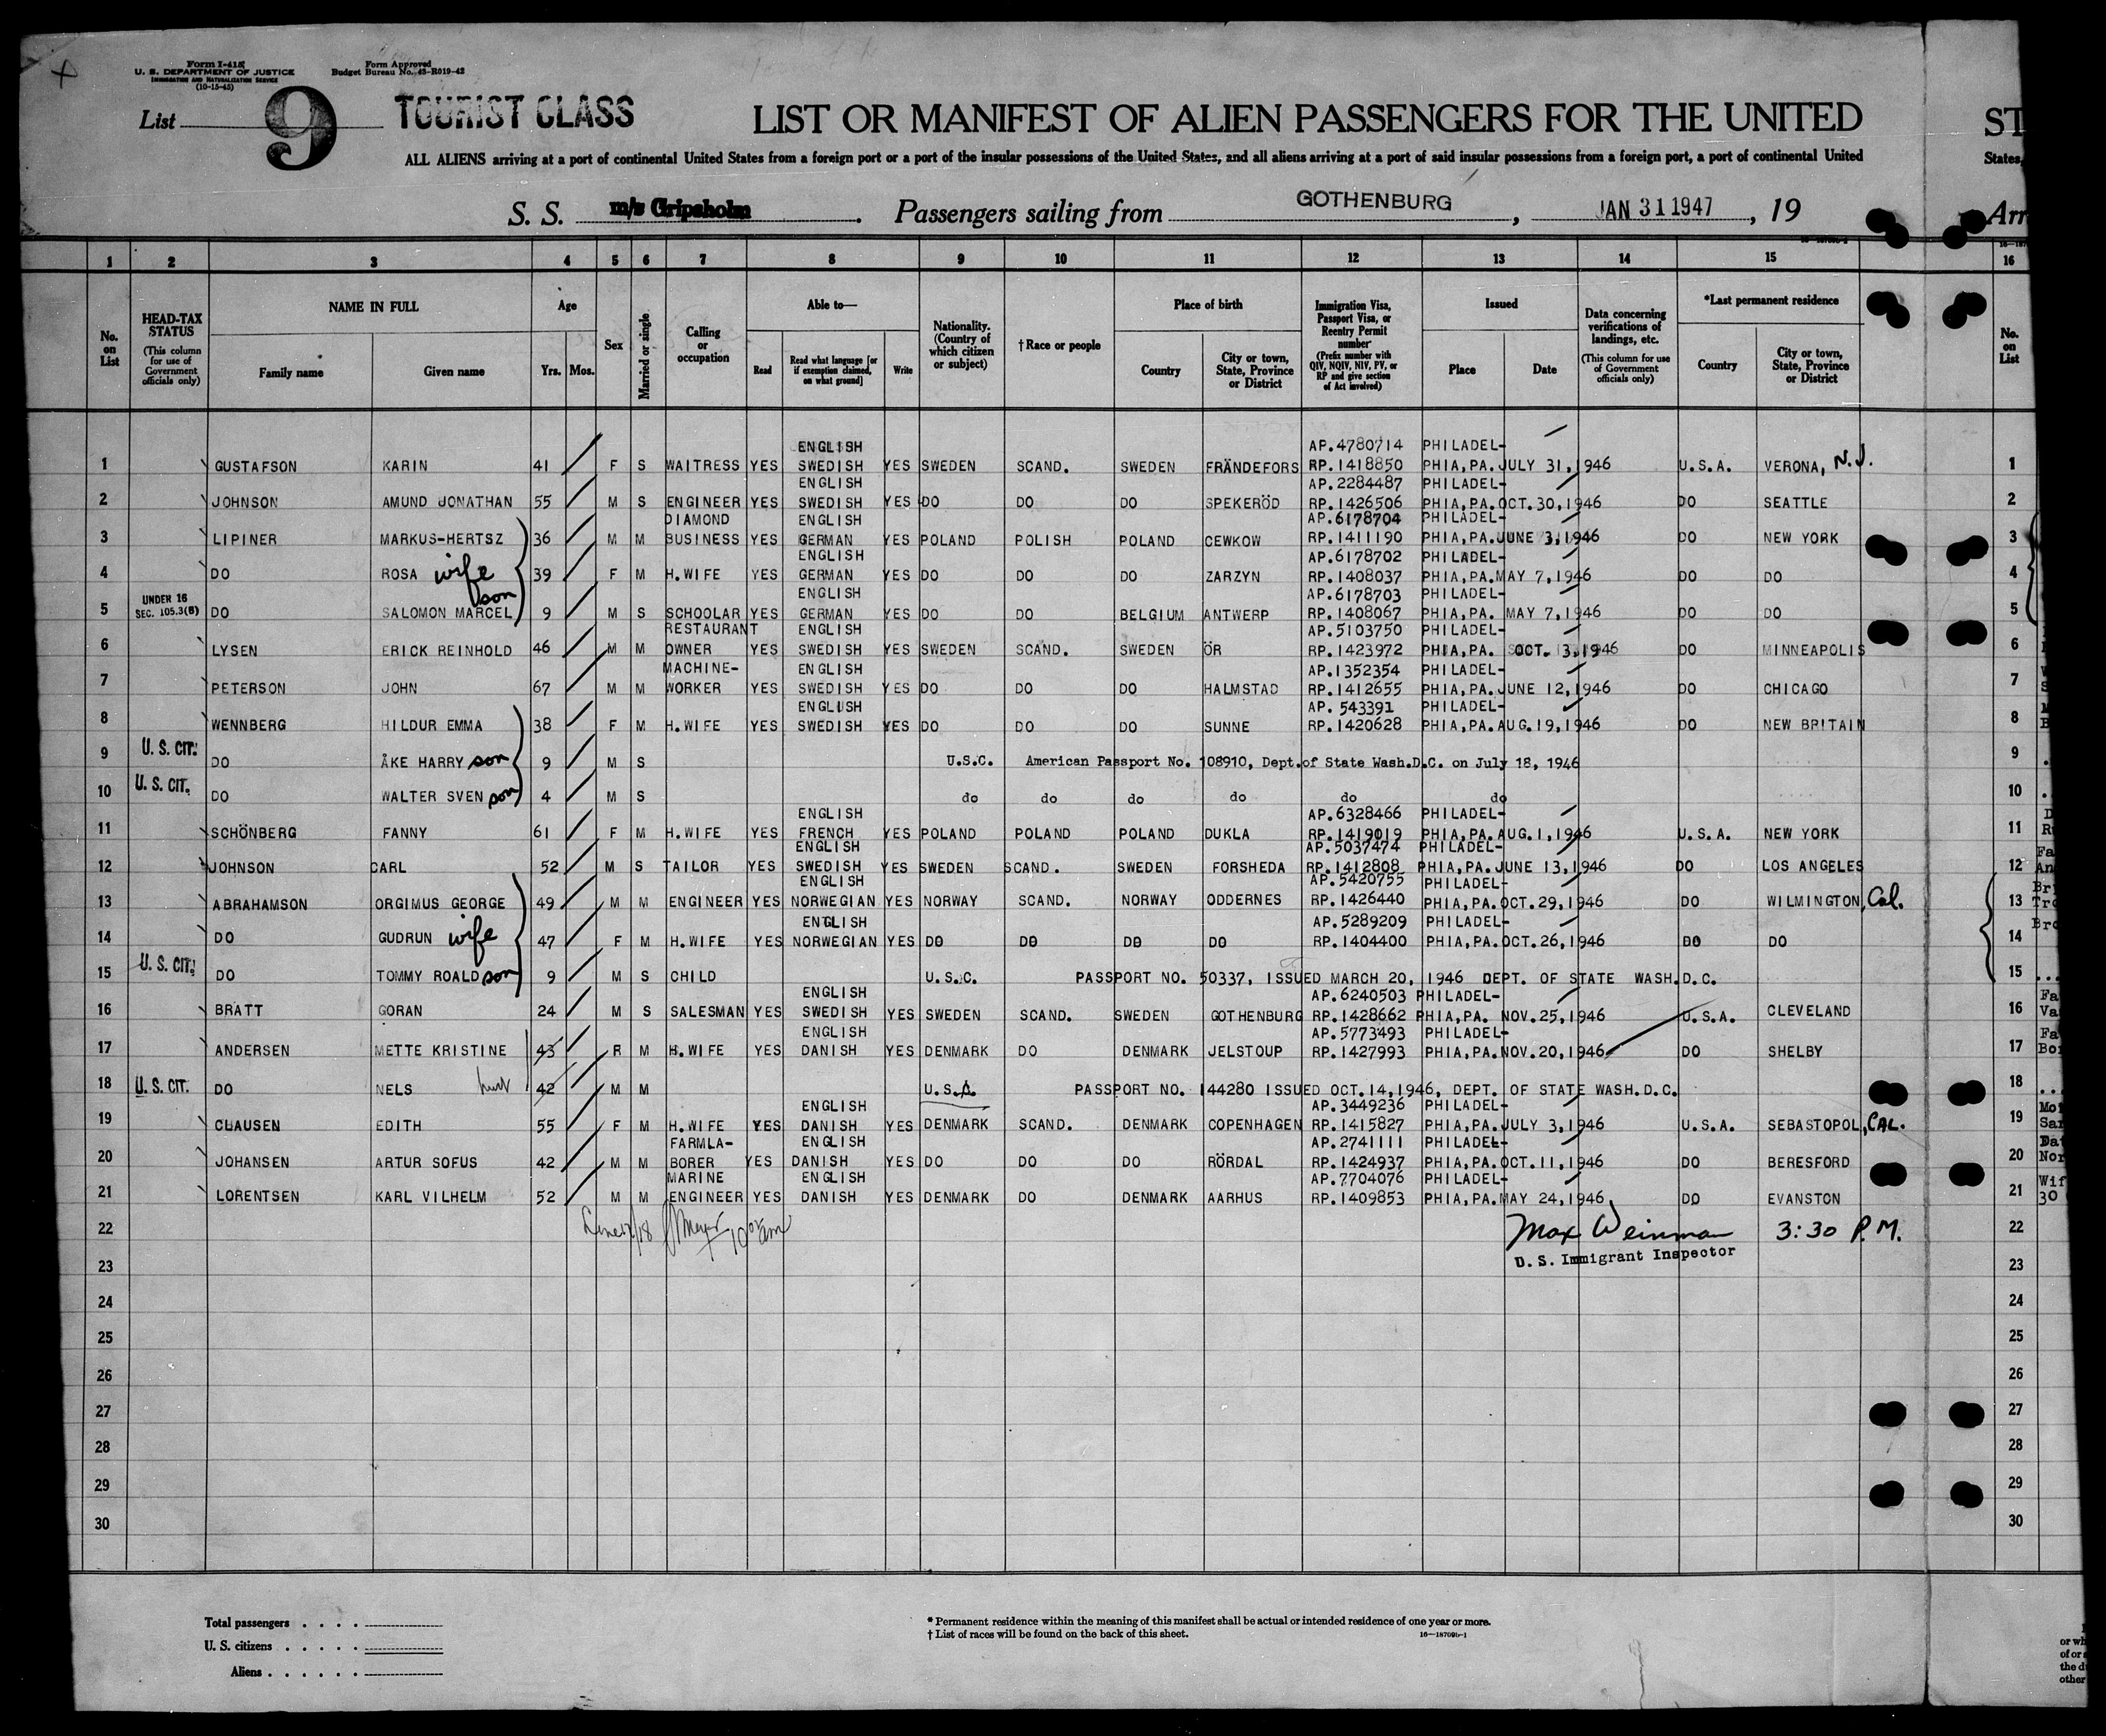 Form I-415
U. S. DEPARTMENT OF JUSTICE
IMMIGRATION AND NATURALIZATION SERVICE
(10-15-45)
Form Approved
Budget Bureau No. 43-R019-42
List 9 TOURIST CLASS LIST OR MANIFEST OF ALIEN PASSENGERS FOR THE UNITED ST
ALL ALIENS arriving at a port of continental United States from a foreign port or a port of the insular possessions of the United States, and all aliens arriving at a port of said insular possessions from a foreign port, a port of continental United States,
S. S. m/s Gripsholm. Passengers sailing from GOTHENBURG, JAN 31 1947, 19 Arr
1 2 3 4 5 6 7 8 9 10 11 12 13 14 15 16
No. on List
HEAD-TAX STATUS (This column for use of Government officials only)
NAME IN FULL
Family name Given name
Age
Yrs. Mos.
Sex
Married or single
Calling or occupation
Able to—
Read
Read what language [or if exemption claimed, on what ground]
Write
Nationality. (Country of which citizen or subject)
† Race or people
Place of birth
Country
City or town, State, Province or District
Immigration Visa, Passport Visa, or Reentry Permit number (Prefix number with QIV, NQIV, NIV, PV, or RP and give section of Act involved)
Issued
Place Date
Data concerning verifications of landings, etc. (This column for use of Government officials only)
*Last permanent residence
Country
City or town, State, Province or District
No. on List
ENGLISH AP.4780714 PHILADEL-
1 GUSTAFSON KARIN 41 F S WAITRESS YES SWEDISH YES SWEDEN SCAND. SWEDEN FRÄNDEFORS RP.1418850 PHIA,PA. JULY 31,1946 U.S.A. VERONA, N.J. 1
ENGLISH AP.2284487 PHILADEL-
2 JOHNSON AMUND JONATHAN 55 M S ENGINEER YES SWEDISH YES DO DO DO SPEKERÖD RP.1426506 PHIA,PA. OCT.30,1946 DO SEATTLE 2
DIAMOND ENGLISH AP.6178704 PHILADEL-
3 LIPINER MARKUS-HERTSZ 36 M M BUSINESS YES GERMAN YES POLAND POLISH POLAND CEWKOW RP.1411190 PHIA,PA. JUNE 3,1946 DO NEW YORK 3
ENGLISH AP.6178702 PHILADEL-
4 DO ROSA wife 39 F M H.WIFE YES GERMAN YES DO DO DO ZARZYN RP.1408037 PHIA,PA. MAY 7,1946 DO DO 4
UNDER 16 son ENGLISH AP.6178703 PHILADEL-
5 SEC. 105.3(B) DO SALOMON MARCEL 9 M S SCHOOLAR YES GERMAN YES DO DO BELGIUM ANTWERP RP.1408067 PHIA,PA. MAY 7,1946 DO DO 5
RESTAURANT ENGLISH AP.5103750 PHILADEL-
6 LYSEN ERICK REINHOLD 46 M M OWNER YES SWEDISH YES SWEDEN SCAND. SWEDEN ÖR RP.1423972 PHIA,PA. OCT. 3,1946 DO MINNEAPOLIS 6
MACHINE- ENGLISH AP.1352354 PHILADEL-
7 PETERSON JOHN 67 M M WORKER YES SWEDISH YES DO DO DO HALMSTAD RP.1412655 PHIA,PA. JUNE 12,1946 DO CHICAGO 7
ENGLISH AP. 543391 PHILADEL-
8 WENNBERG HILDUR EMMA 38 F M H.WIFE YES SWEDISH YES DO DO DO SUNNE RP.1420628 PHIA,PA. AUG.19,1946 DO NEW BRITAIN 8
9 U. S. CIT. DO ÅKE HARRY son 9 M S U.S.C. American Passport No. 108910, Dept.of State Wash.D.C. on July 18, 1946 9
10 U. S. CIT. DO WALTER SVEN son 4 M S do do do do do do 10
ENGLISH AP.6328466 PHILADEL-
11 SCHÖNBERG FANNY 61 F M H.WIFE YES FRENCH YES POLAND POLAND POLAND DUKLA RP.1419019 PHIA,PA. AUG.1,1946 U.S.A. NEW YORK 11
ENGLISH AP.5037474 PHILADEL-
12 JOHNSON CARL 52 M S TAILOR YES SWEDISH YES SWEDEN SCAND. SWEDEN FORSHEDA RP.1412808 PHIA,PA. JUNE 13,1946 DO LOS ANGELES 12
ENGLISH AP.5420755 PHILADEL-
13 ABRAHAMSON ORGIMUS GEORGE 49 M M ENGINEER YES NORWEGIAN YES NORWAY SCAND. NORWAY ODDERNES RP.1426440 PHIA,PA. OCT.29,1946 DO WILMINGTON, Cal. 13
ENGLISH AP.5289209 PHILADEL-
14 DO GUDRUN wife 47 F M H.WIFE YES NORWEGIAN YES DO DO DO DO RP.1404400 PHIA,PA. OCT.26,1946 DO DO 14
15 U. S. CIT. DO TOMMY ROALD son 9 M S CHILD U.S.C. PASSPORT NO. 50337, ISSUED MARCH 20, 1946 DEPT. OF STATE WASH.D.C. 15
ENGLISH AP.6240503 PHILADEL-
16 BRATT GORAN 24 M S SALESMAN YES SWEDISH YES SWEDEN SCAND. SWEDEN GOTHENBURG RP.1428662 PHIA,PA. NOV.25,1946 U.S.A. CLEVELAND 16
ENGLISH AP.5773493 PHILADEL-
17 ANDERSEN METTE KRISTINE 43 F M H.WIFE YES DANISH YES DENMARK DO DENMARK JELSTOUP RP.1427993 PHIA,PA. NOV.20,1946 DO SHELBY 17
18 U. S. CIT. DO NELS 42 M M U.S.A. PASSPORT NO. 144280 ISSUED OCT.14,1946, DEPT. OF STATE WASH.D.C. 18
ENGLISH AP.3449236 PHILADEL-
19 CLAUSEN EDITH 55 F M H.WIFE YES DANISH YES DENMARK SCAND. DENMARK COPENHAGEN RP.1415827 PHIA,PA. JULY 3,1946 U.S.A. SEBASTOPOL, CAL. 19
FARMLA- ENGLISH AP.2741111 PHILADEL-
20 JOHANSEN ARTUR SOFUS 42 M M BORER YES DANISH YES DO DO DO RÖRDAL RP.1424937 PHIA,PA. OCT.11,1946 DO BERESFORD 20
MARINE ENGLISH AP.7704076 PHILADEL-
21 LORENTSEN KARL VILHELM 52 M M ENGINEER YES DANISH YES DENMARK DO DENMARK AARHUS RP.1409853 PHIA,PA. MAY 24,1946 DO EVANSTON 21
22 Max Weinman 3:30 P.M. 22
U. S. Immigrant Inspector
23 23
24 24
25 25
26 26
27 27
28 28
29 29
30 30
Total passengers . . . .
U. S. citizens . . . . .
Aliens . . . . . .
* Permanent residence within the meaning of this manifest shall be actual or intended residence of one year or more.
† List of races will be found on the back of this sheet.
16—18709b-1